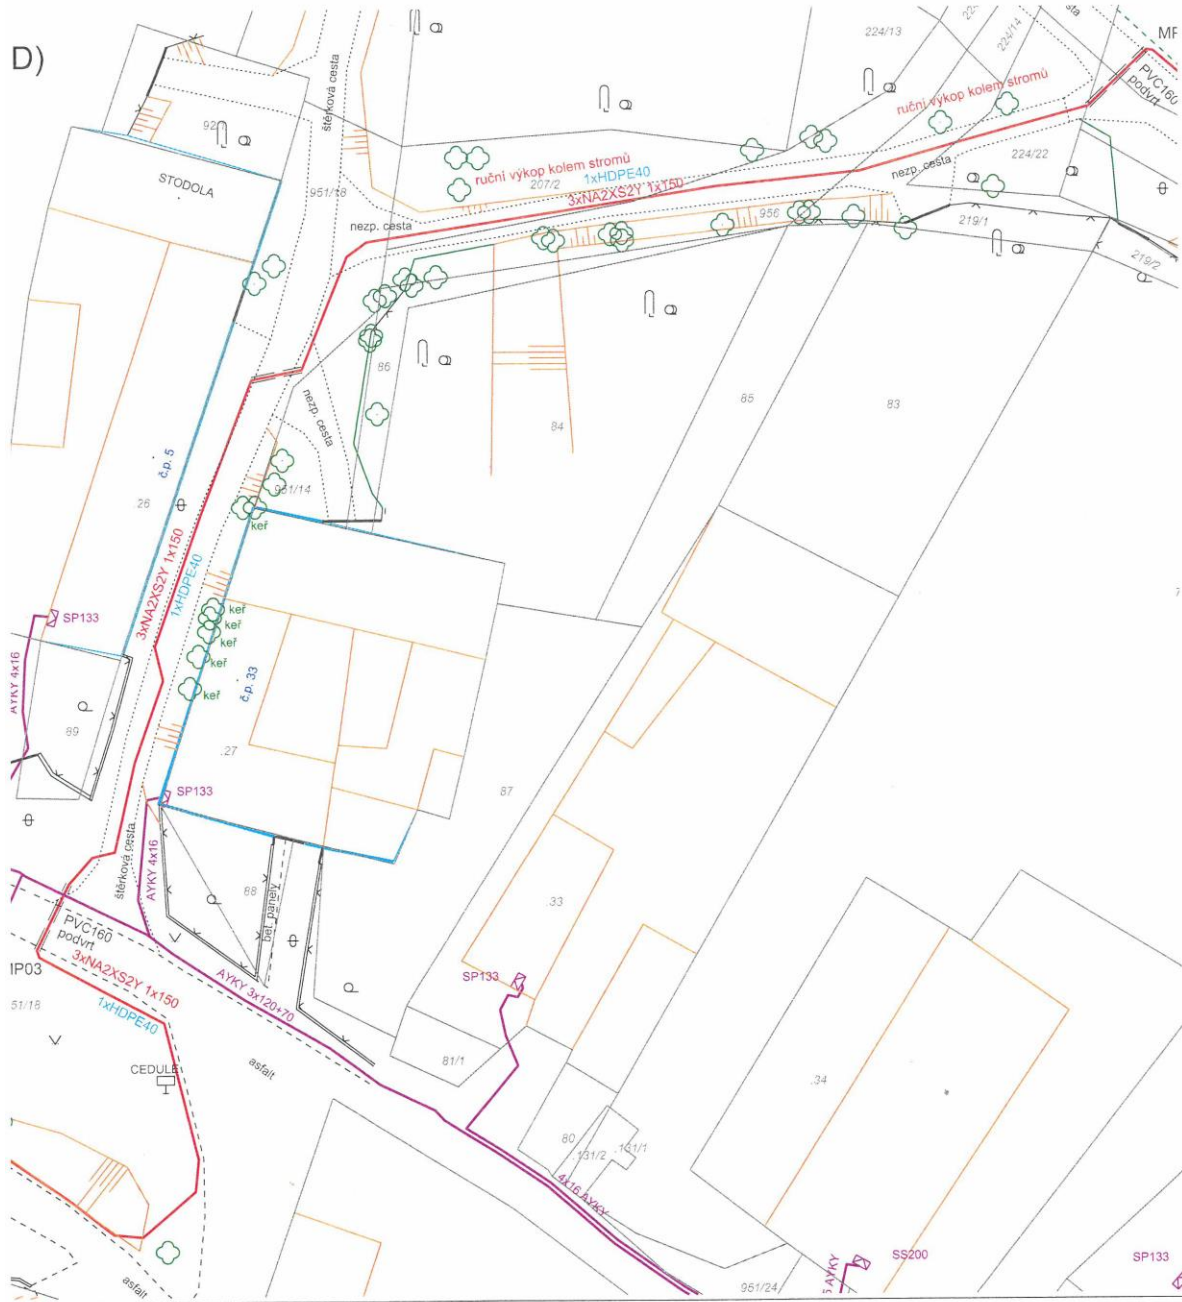 D)
224/13
224/14
MF
PVC160
podvrt
štěrková cesta
ruční výkop kolem stromů
STODOLA
951/18
ruční výkop kolem stromů
207/2
1xHDPE40
3xNA2XS2Y 1x150
nezp. cesta
nezp. cesta
224/22
956
219/1
219/2
86
nezp. cesta
84
85
83
č.p. 5
26
951/14
keř
3xNA2XS2Y 1x150
1xHDPE40
SP133
keř
keř
keř
keř
keř
AYKY 4x16
č.p. 33
89
.27
SP133
87
štěrková cesta
AYKY 4x16
88
bet. panely
.33
PVC160
podvrt
3xNA2XS2Y 1x150
1xHDPE40
IP03
51/18
AYKY 3x120+70
SP133
asfalt
CEDULE
81/1
.34
80
.131/2
.131/1
4x16 AYKY
SS200
SP133
951/24
asfalt